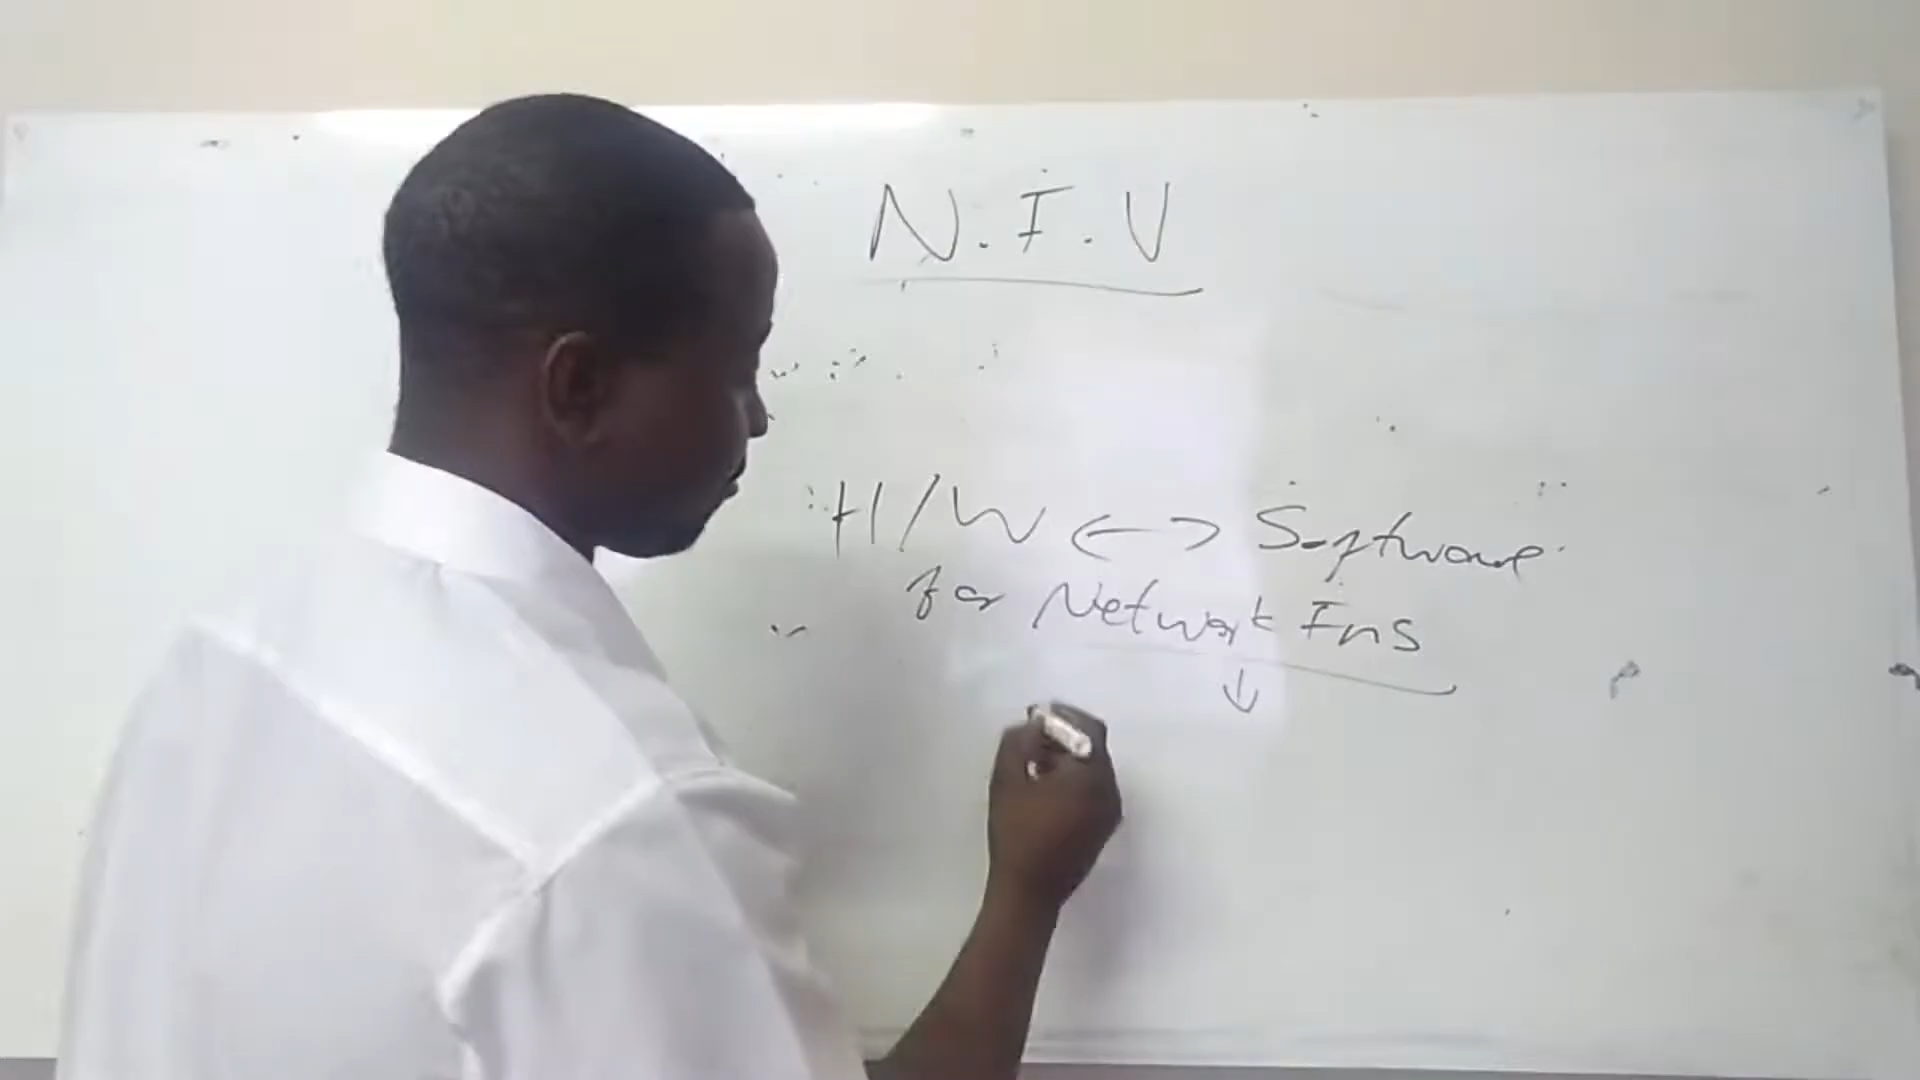 N.F.V
H/W ↔ Software
for Network Fns
↓